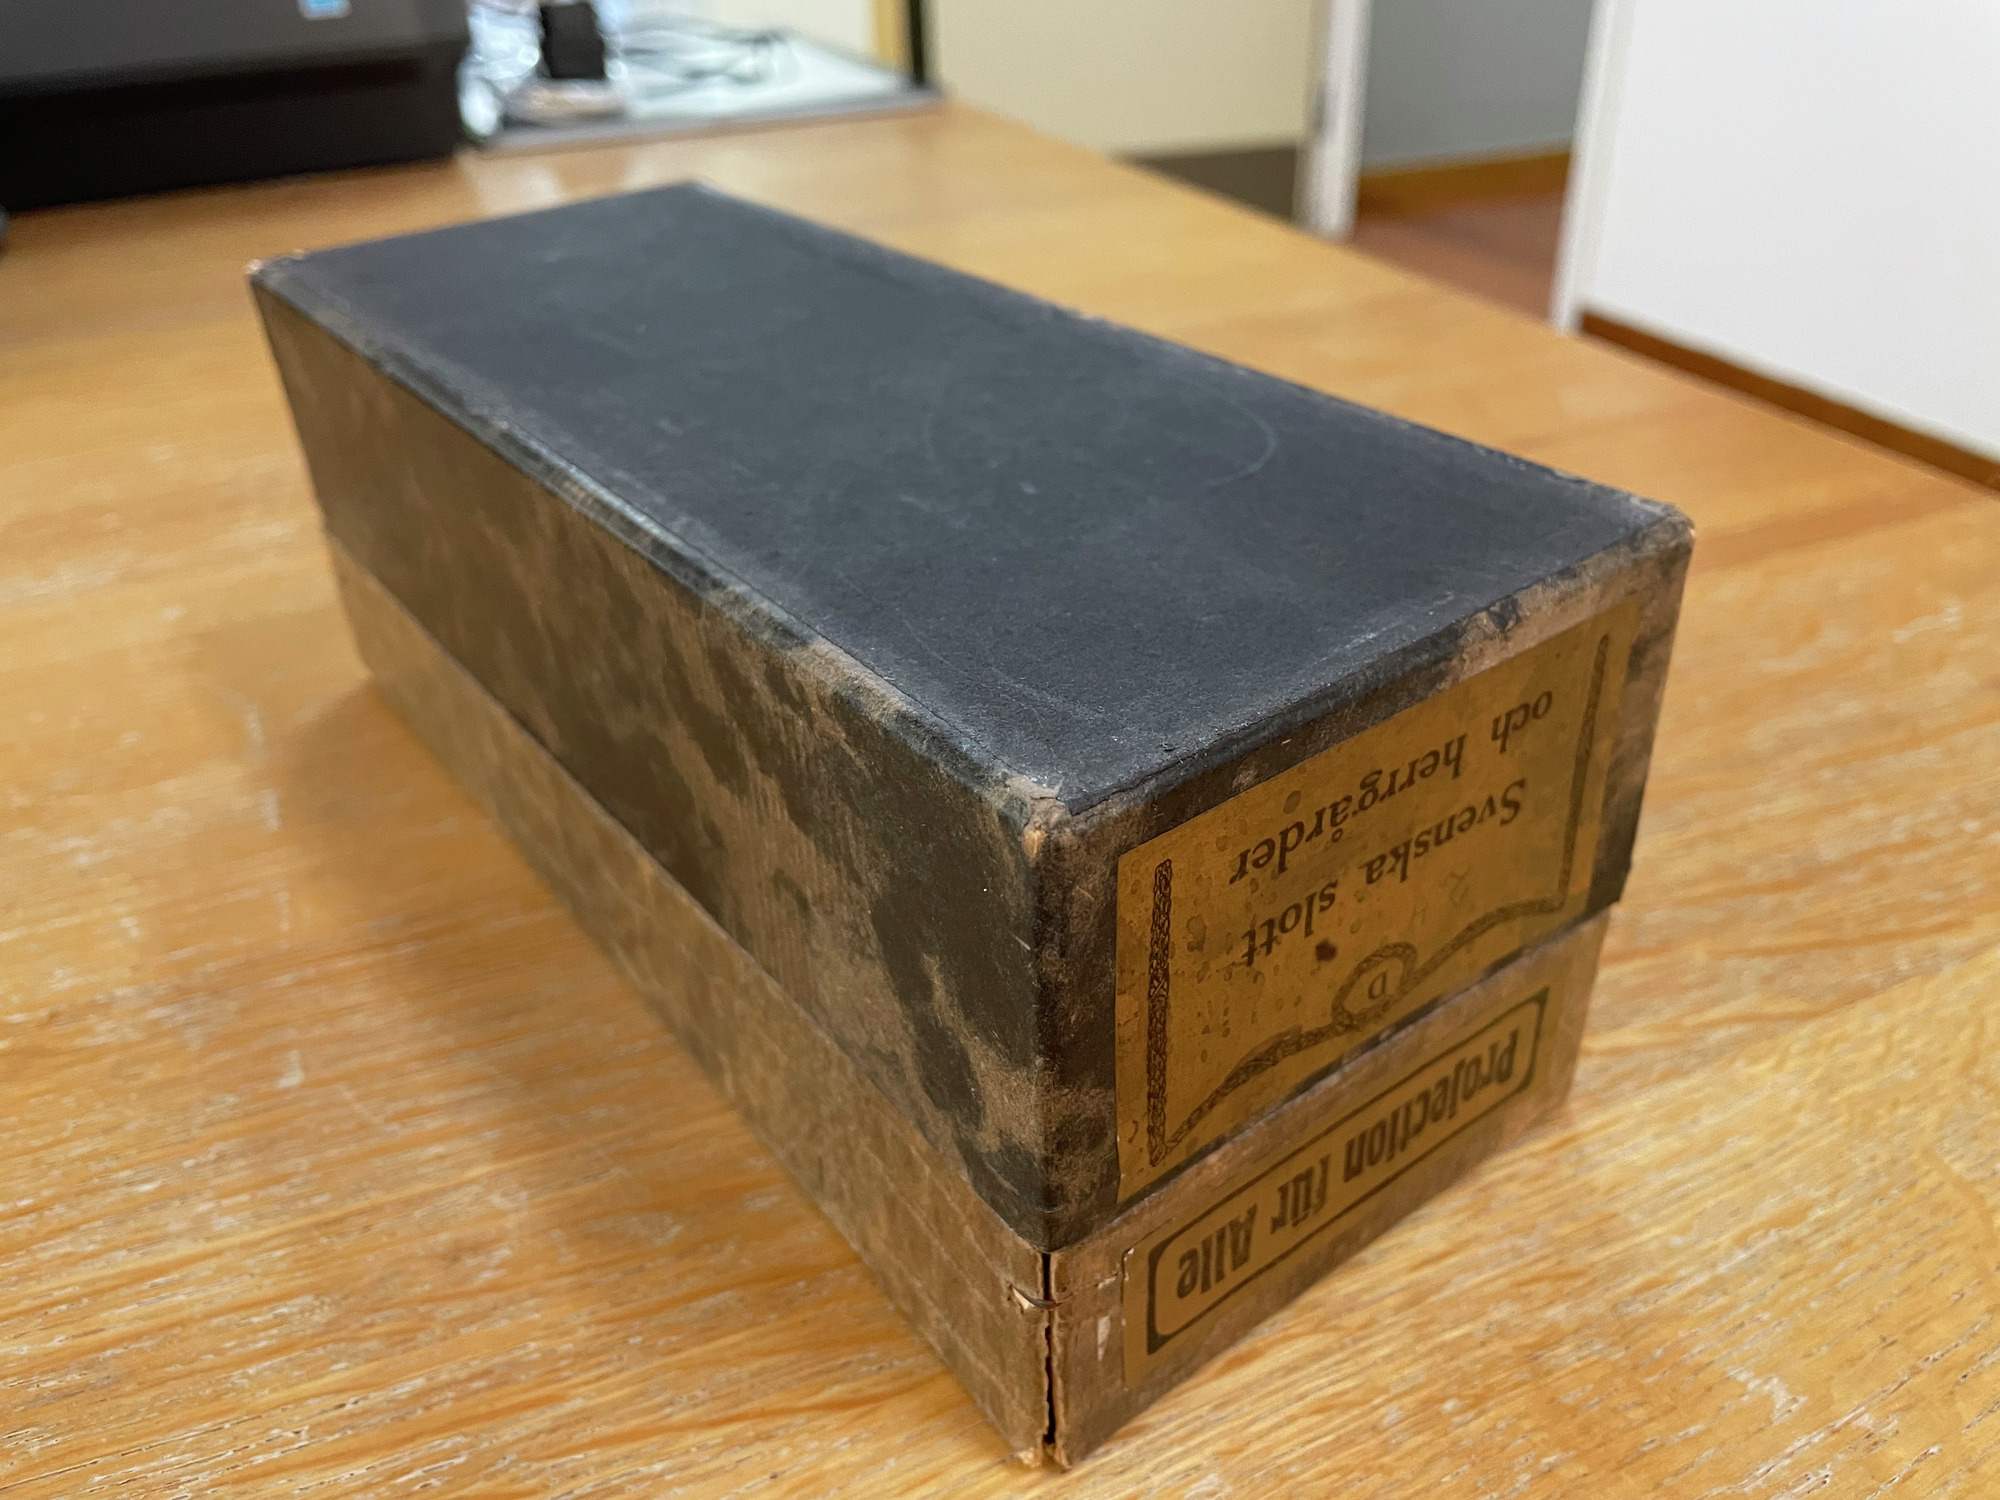 Projection für Alle
D
Svenska slott
och herrgårder